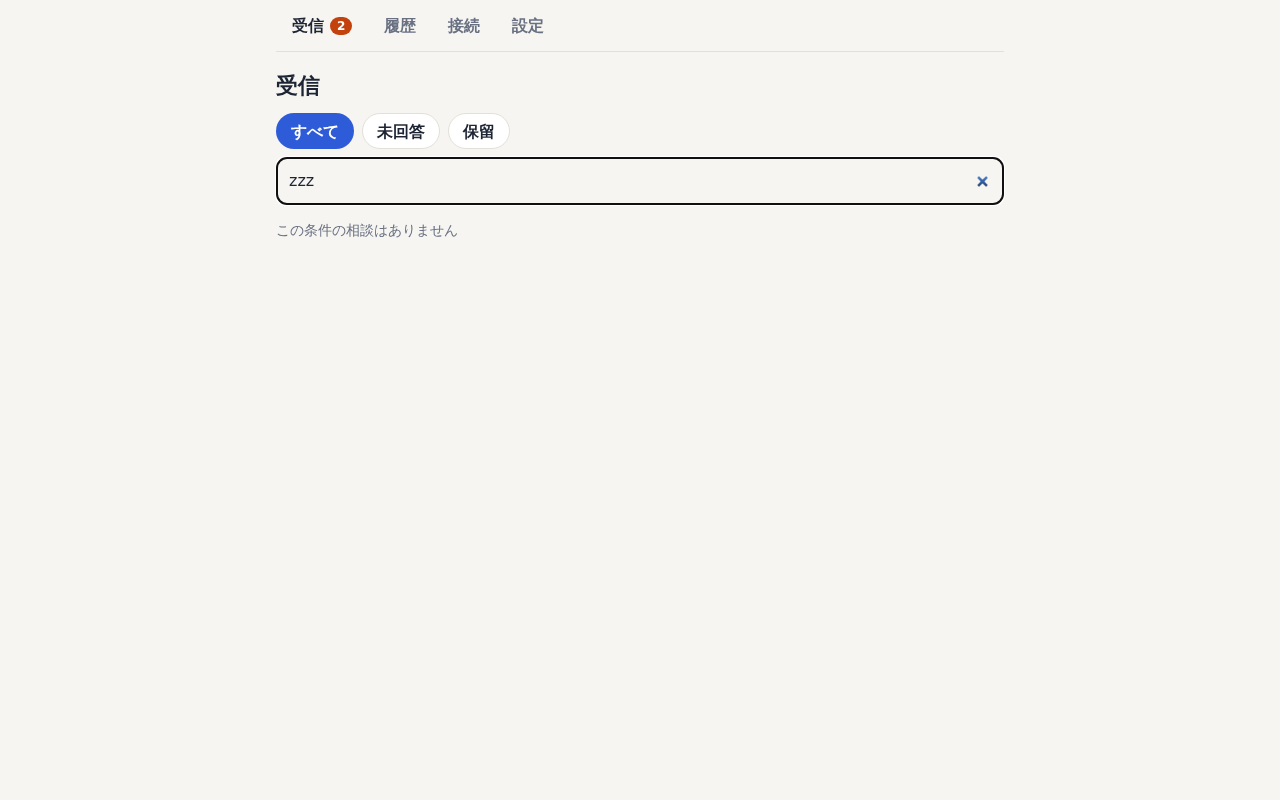 受信 2 履歴 接続 設定
受信
すべて 未回答 保留
zzz
この条件の相談はありません